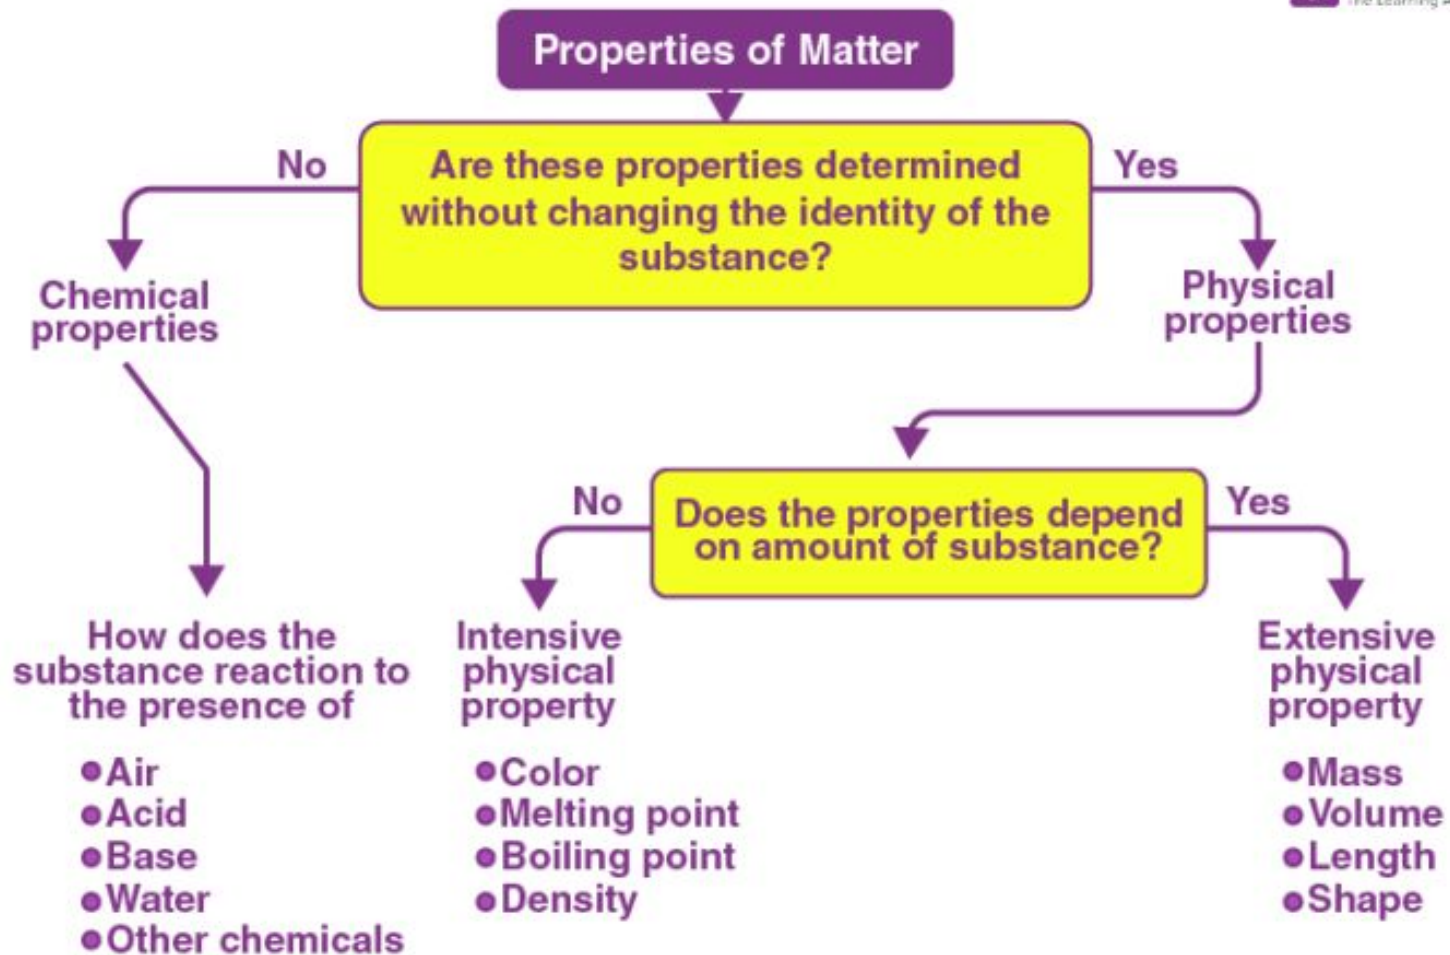 The Learning
Properties of Matter
No
Are these properties determined
without changing the identity of the
substance?
Yes
Chemical
properties
Physical
properties
No
Does the properties depend
on amount of substance?
Yes
How does the
substance reaction to
the presence of
•Air
•Acid
•Base
•Water
•Other chemicals
Intensive
physical
property
•Color
•Melting point
•Boiling point
•Density
Extensive
physical
property
•Mass
•Volume
•Length
•Shape